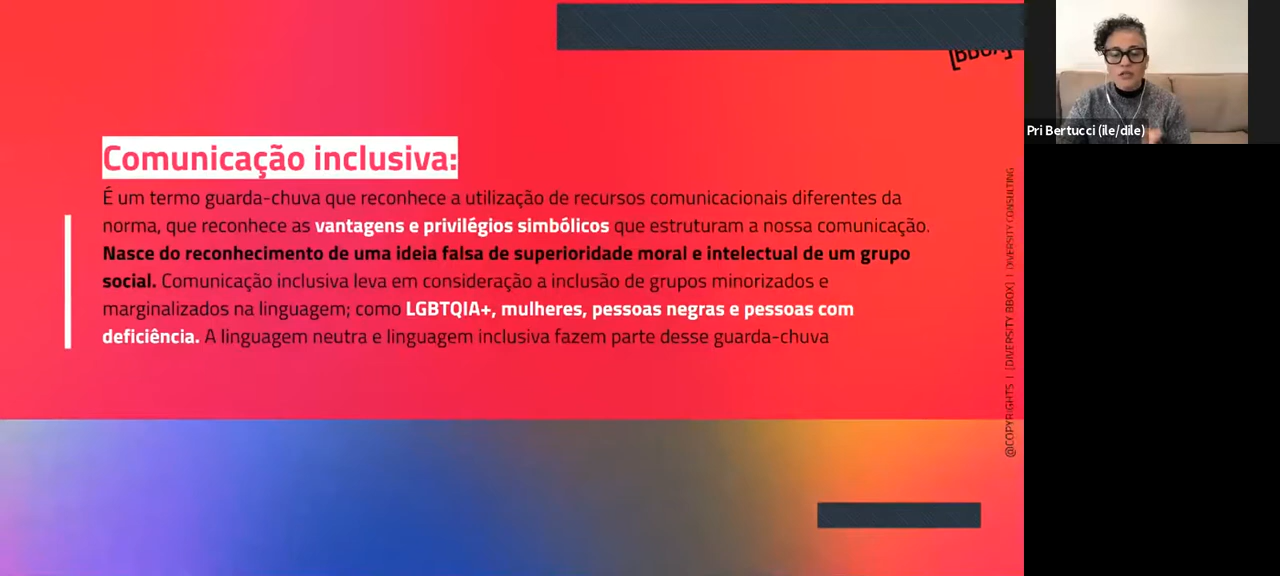 [BBOX]
Pri Bertucci (ile/dile)
Comunicação inclusiva:
É um termo guarda-chuva que reconhece a utilização de recursos comunicacionais diferentes da
norma, que reconhece as vantagens e privilégios simbólicos que estruturam a nossa comunicação.
Nasce do reconhecimento de uma ideia falsa de superioridade moral e intelectual de um grupo
social. Comunicação inclusiva leva em consideração a inclusão de grupos minorizados e
marginalizados na linguagem; como LGBTQIA+, mulheres, pessoas negras e pessoas com
deficiência. A linguagem neutra e linguagem inclusiva fazem parte desse guarda-chuva
@COPYRIGHTS | [DIVERSITY BBOX] | DIVERSITY CONSULTING